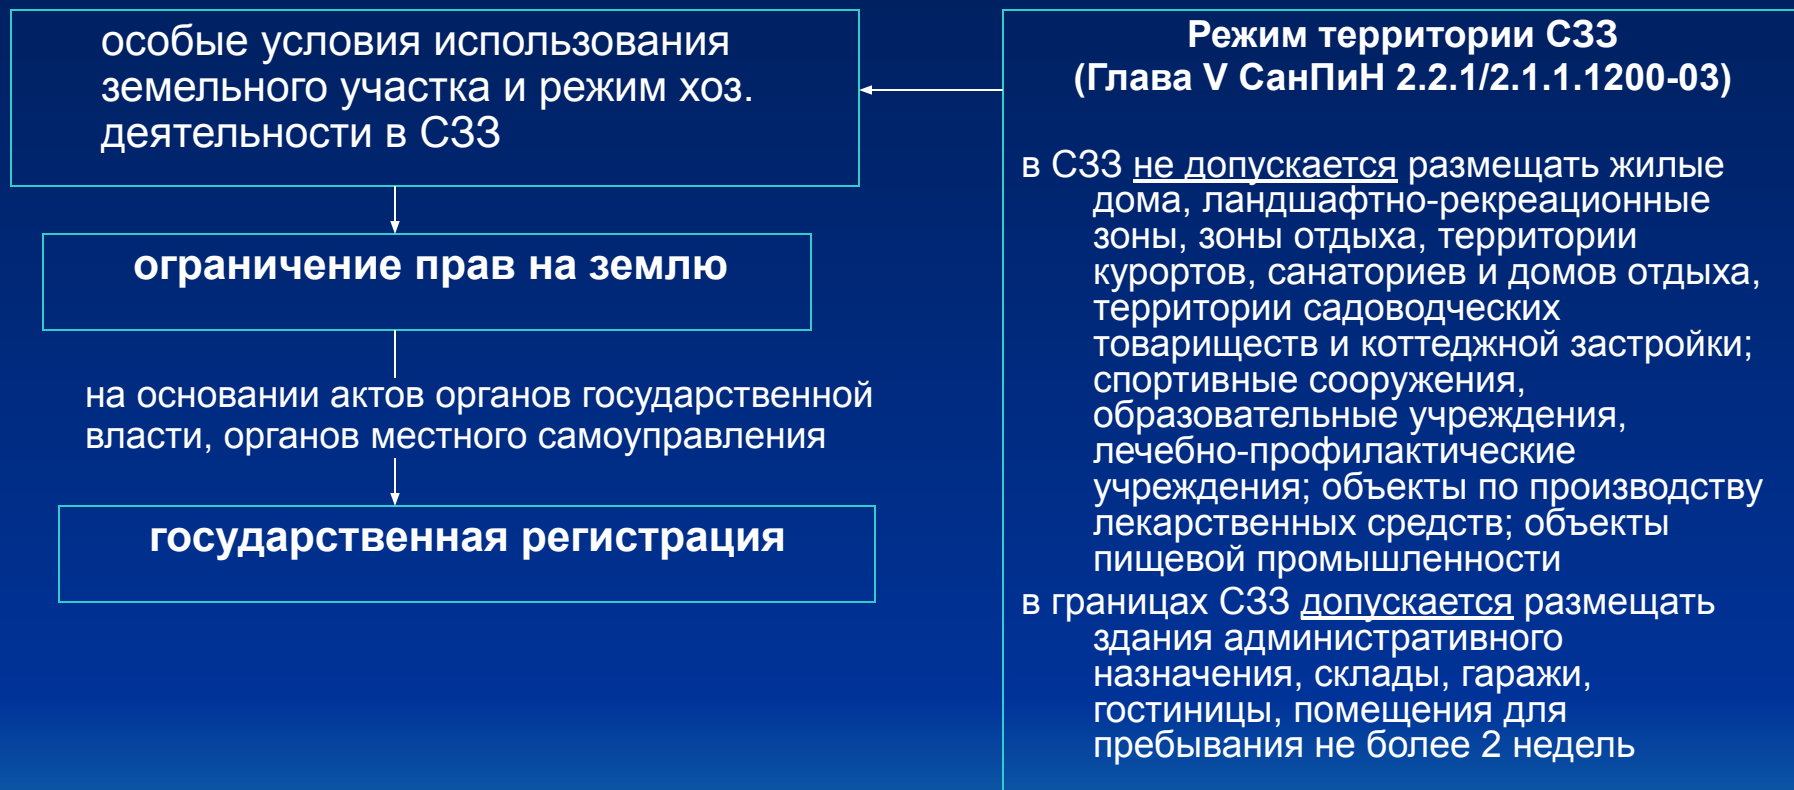 особые условия использования
земельного участка и режим хоз.
деятельности в СЗЗ
ограничение прав на землю
на основании актов органов государственной
власти, органов местного самоуправления
государственная регистрация
Режим территории СЗЗ
(Глава V СанПиН 2.2.1/2.1.1.1200-03)
в СЗЗ не допускается размещать жилые
дома, ландшафтно-рекреационные
зоны, зоны отдыха, территории
курортов, санаториев и домов отдыха,
территории садоводческих
товариществ и коттеджной застройки;
спортивные сооружения,
образовательные учреждения,
лечебно-профилактические
учреждения; объекты по производству
лекарственных средств; объекты
пищевой промышленности
в границах СЗЗ допускается размещать
здания административного
назначения, склады, гаражи,
гостиницы, помещения для
пребывания не более 2 недель